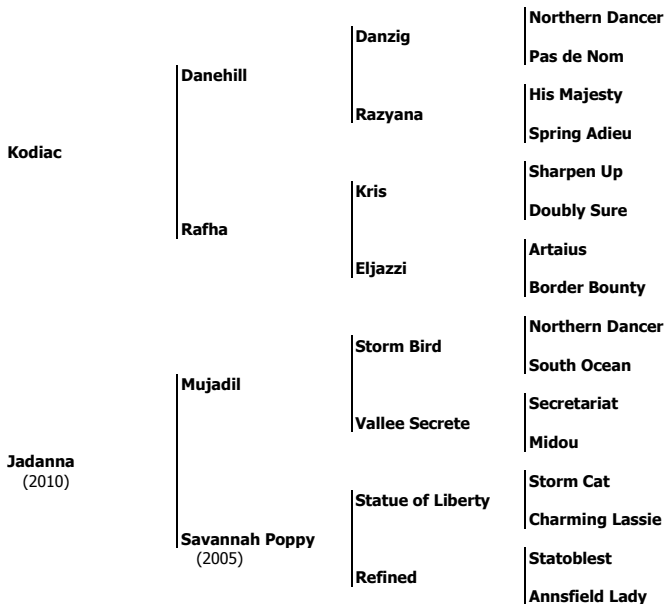 Northern Dancer
Danzig
Pas de Nom
Danehill
His Majesty
Razyana
Spring Adieu
Kodiac
Sharpen Up
Kris
Doubly Sure
Rafha
Artaius
Eljazzi
Border Bounty
Northern Dancer
Storm Bird
South Ocean
Mujadil
Secretariat
Vallee Secrete
Midou
Jadanna
(2010)
Storm Cat
Statue of Liberty
Charming Lassie
Savannah Poppy
(2005)
Statoblest
Refined
Annsfield Lady